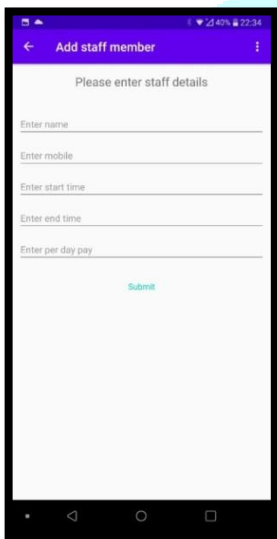 40% 22:34
Add staff member
Please enter staff details
Enter name
Enter mobile
Enter start time
Enter end time
Enter per day pay
Submit